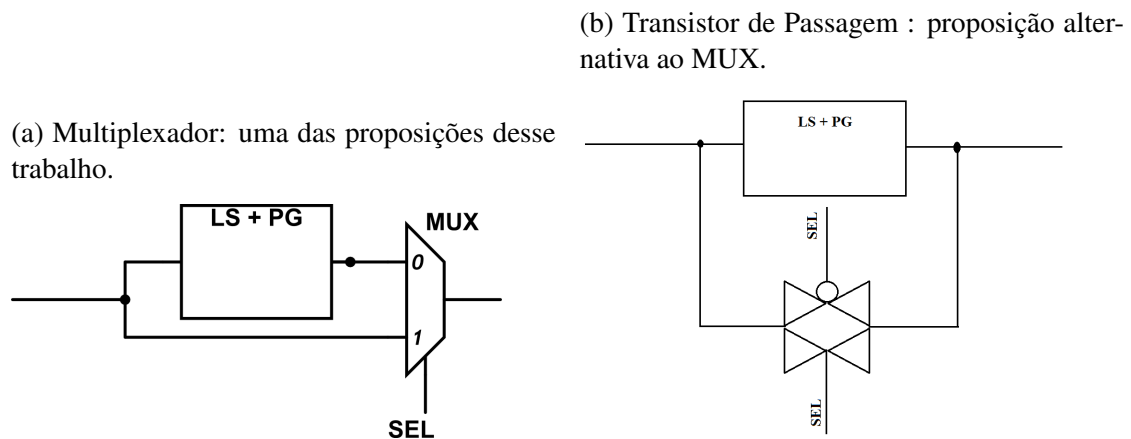 (a) Multiplexador: uma das proposições desse
trabalho.
LS + PG
MUX
0
1
SEL
(b) Transistor de Passagem : proposição alter-
nativa ao MUX.
LS + PG
SEL
SEL